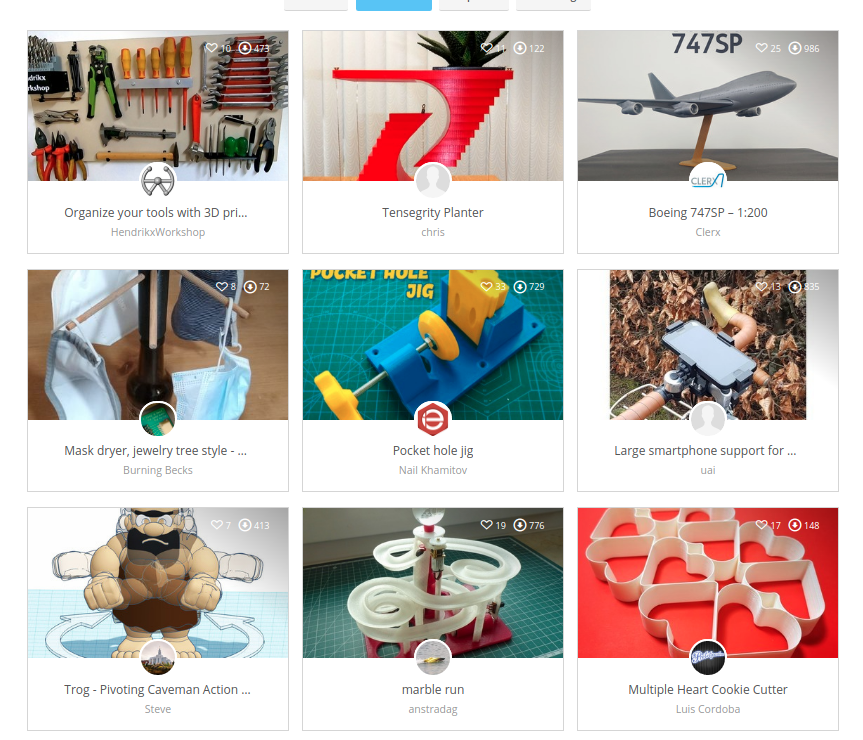 10 473
drikx
rkshop
Organize your tools with 3D pri...
HendrikxWorkshop
11 122
Tensegrity Planter
chris
747SP
25 986
CLERX
Boeing 747SP – 1:200
Clerx
8 72
Mask dryer, jewelry tree style - ...
Burning Becks
POCKET HOLE
JIG
33 729
Pocket hole jig
Nail Khamitov
13 835
Large smartphone support for ...
uai
7 413
Trog - Pivoting Caveman Action ...
Steve
19 776
marble run
anstradag
17 148
Multiple Heart Cookie Cutter
Luis Cordoba